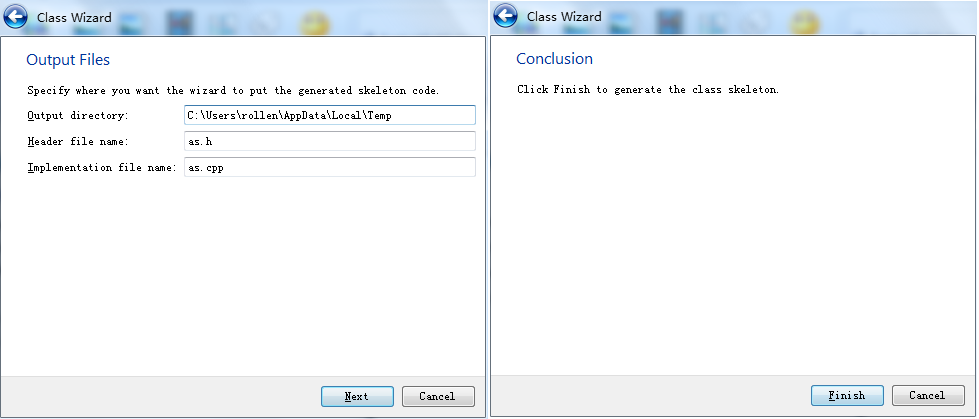 Class Wizard
Output Files
Specify where you want the wizard to put the generated skeleton code.
Output directory: C:\Users\rollen\AppData\Local\Temp
Header file name: as.h
Implementation file name: as.cpp
Next Cancel
Class Wizard
Conclusion
Click Finish to generate the class skeleton.
Finish Cancel